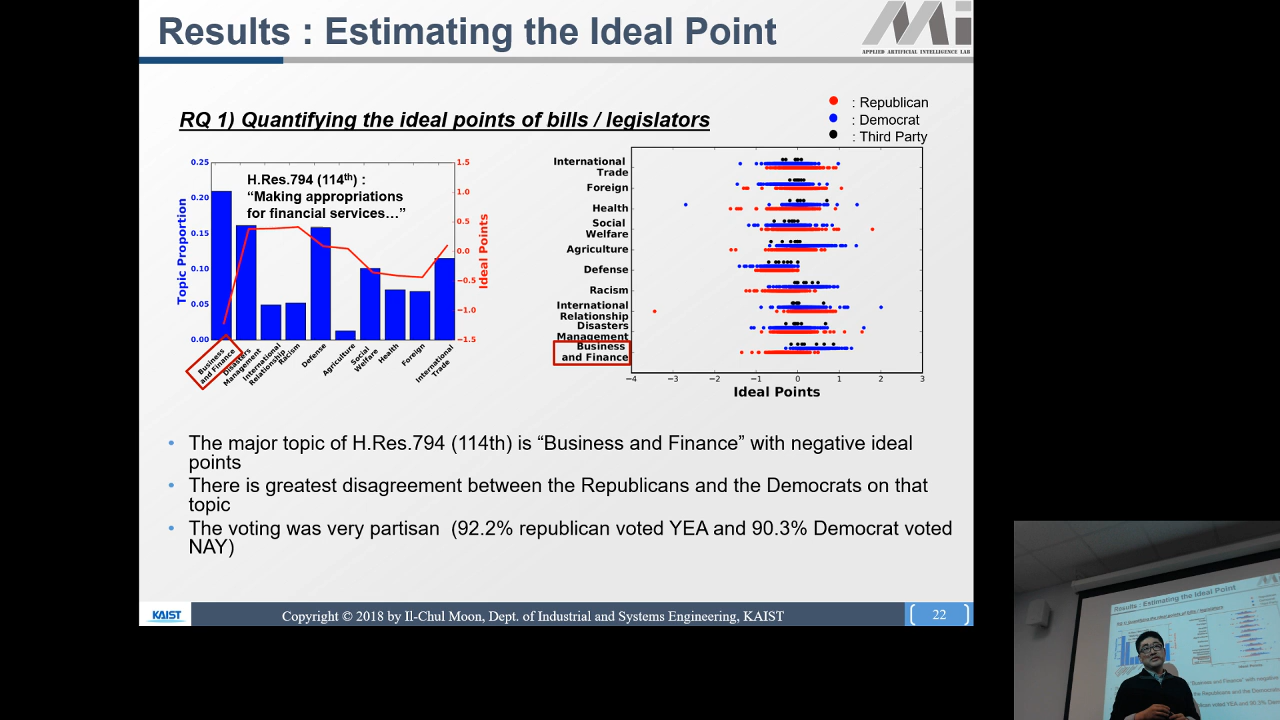 Results : Estimating the Ideal Point
Mi
APPLIED ARTIFICIAL INTELLIGENCE LAB
RQ 1) Quantifying the ideal points of bills / legislators
: Republican
: Democrat
: Third Party
H.Res.794 (114th) :
“Making appropriations
for financial services…”
Topic Proportion
0.25
0.20
0.15
0.10
0.05
0.00
1.5
1.0
0.5
0.0
−0.5
−1.0
−1.5
Ideal Points
Business
and Finance
Disasters
Management
International
Relationship
Racism
Defense
Agriculture
Social
Welfare
Health
Foreign
International
Trade
International
Trade
Foreign
Health
Social
Welfare
Agriculture
Defense
Racism
International
Relationship
Disasters
Management
Business
and Finance
−4 −3 −2 −1 0 1 2 3
Ideal Points
• The major topic of H.Res.794 (114th) is “Business and Finance” with negative ideal
points
• There is greatest disagreement between the Republicans and the Democrats on that
topic
• The voting was very partisan (92.2% republican voted YEA and 90.3% Democrat voted
NAY)
KAIST
Copyright © 2018 by Il-Chul Moon, Dept. of Industrial and Systems Engineering, KAIST
22
Results : Estimating the Ideal Point